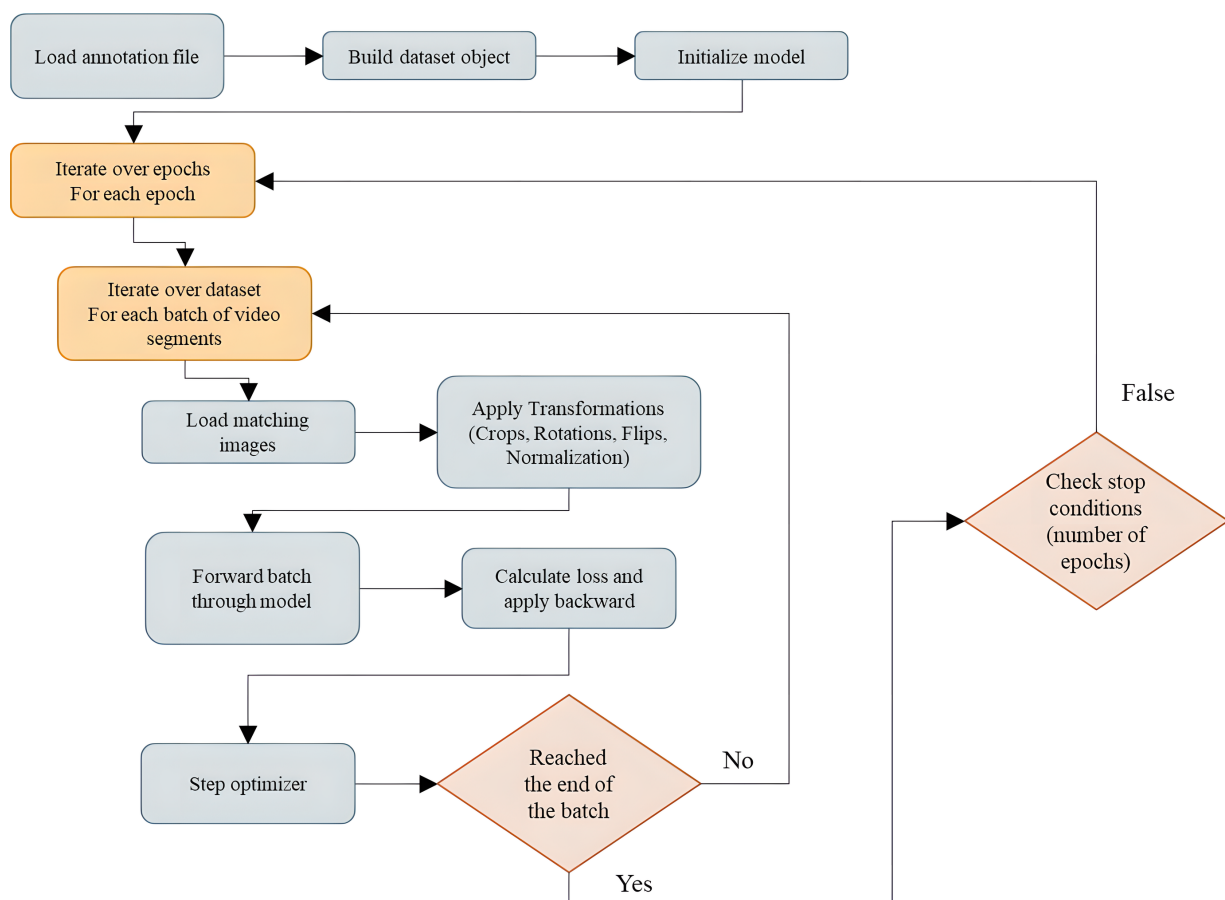 Load annotation file
Build dataset object
Initialize model
Iterate over epochs
For each epoch
Iterate over dataset
For each batch of video
segments
Load matching
images
Apply Transformations
(Crops, Rotations, Flips,
Normalization)
Forward batch
through model
Calculate loss and
apply backward
Step optimizer
Reached
the end of
the batch
No
Yes
Check stop
conditions
(number of
epochs)
False